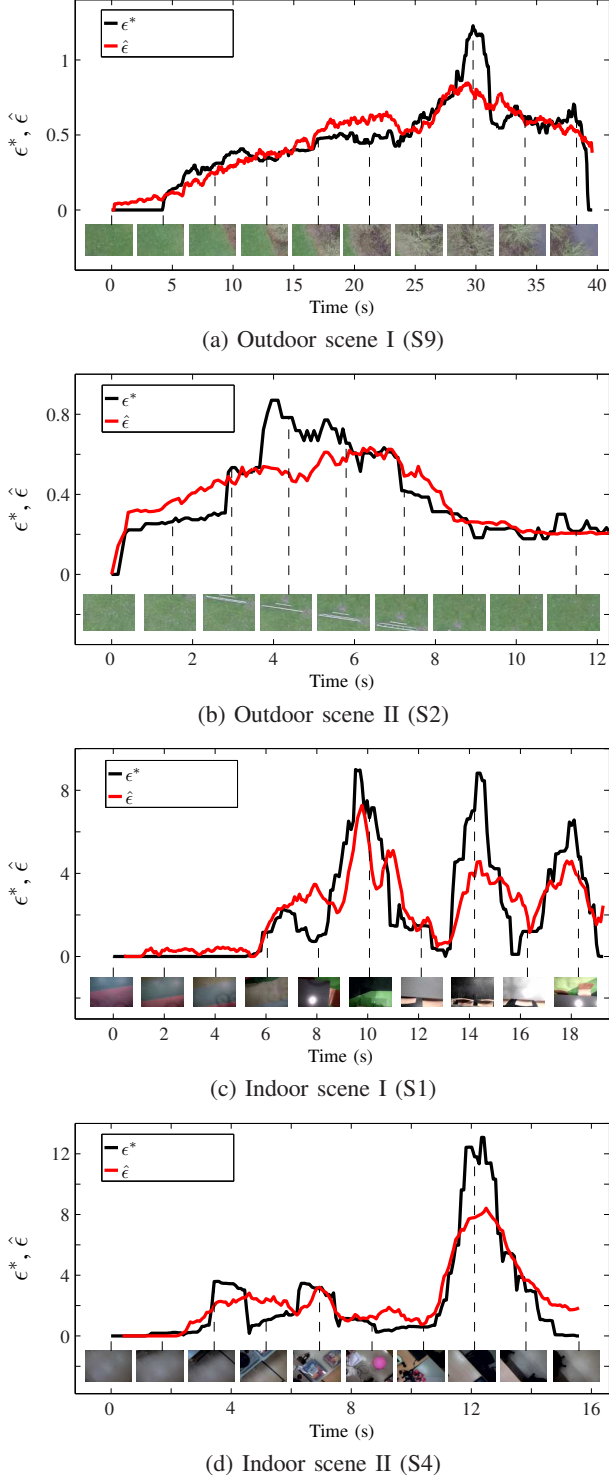 1
ϵ*
ϵ̂
0.5
0
ϵ*, ϵ̂
0 5 10 15 20 25 30 35 40
Time (s)
(a) Outdoor scene I (S9)
0.8
ϵ*
ϵ̂
0.4
0
ϵ*, ϵ̂
0 2 4 6 8 10 12
Time (s)
(b) Outdoor scene II (S2)
8
ϵ*
ϵ̂
4
0
ϵ*, ϵ̂
0 2 4 6 8 10 12 14 16 18
Time (s)
(c) Indoor scene I (S1)
12
ϵ*
ϵ̂
8
4
0
ϵ*, ϵ̂
0 4 8 12 16
Time (s)
(d) Indoor scene II (S4)